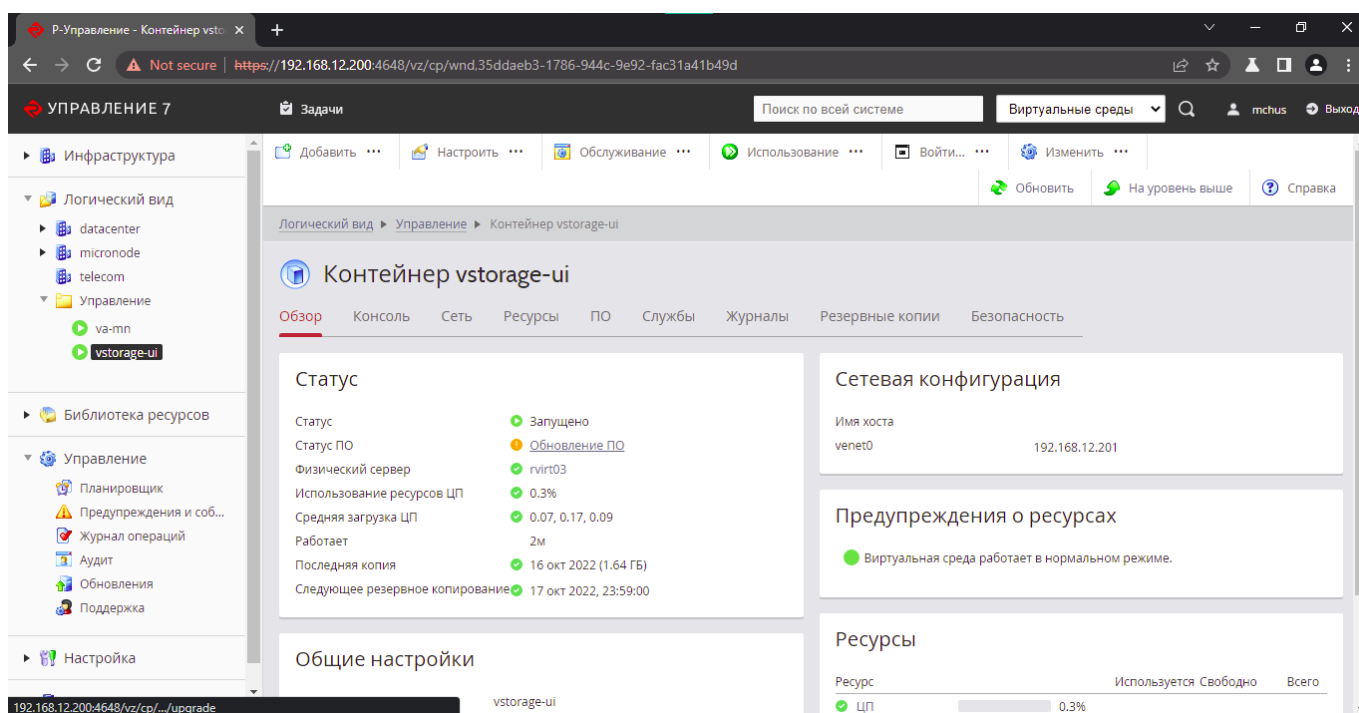 Р-Управление - Контейнер vsto
Not secure | https://192.168.12.200:4648/vz/cp/wnd.35ddaeb3-1786-944c-9e92-fac31a41b49d
УПРАВЛЕНИЕ 7
Задачи
Поиск по всей системе
Виртуальные среды
mchus
Выход
Инфраструктура
Логический вид
datacenter
micronode
telecom
Управление
va-mn
vstorage-ui
Библиотека ресурсов
Управление
Планировщик
Предупреждения и соб...
Журнал операций
Аудит
Обновления
Поддержка
Настройка
192.168.12.200:4648/vz/cp/.../upgrade
Добавить ... Настроить ... Обслуживание ... Использование ... Войти... ... Изменить ...
Обновить На уровень выше Справка
Логический вид Управление Контейнер vstorage-ui
Контейнер vstorage-ui
Обзор Консоль Сеть Ресурсы ПО Службы Журналы Резервные копии Безопасность
Статус
Статус Запущено
Статус ПО Обновление ПО
Физический сервер rvirt03
Использование ресурсов ЦП 0.3%
Средняя загрузка ЦП 0.07, 0.17, 0.09
Работает 2м
Последняя копия 16 окт 2022 (1.64 ГБ)
Следующее резервное копирование 17 окт 2022, 23:59:00
Общие настройки
vstorage-ui
Сетевая конфигурация
Имя хоста
venet0 192.168.12.201
Предупреждения о ресурсах
Виртуальная среда работает в нормальном режиме.
Ресурсы
Ресурс Используется Свободно Всего
ЦП 0.3%